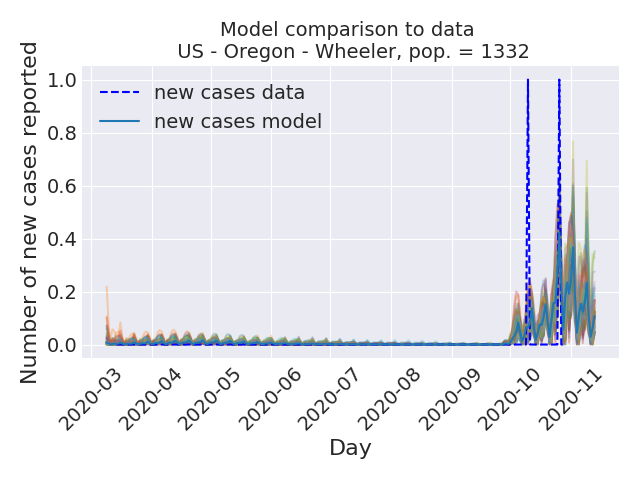 Model comparison to data
US - Oregon - Wheeler, pop. = 1332
Number of new cases reported
1.0
0.8
0.6
0.4
0.2
0.0
new cases data
new cases model
2020-03
2020-04
2020-05
2020-06
2020-07
2020-08
2020-09
2020-10
2020-11
Day